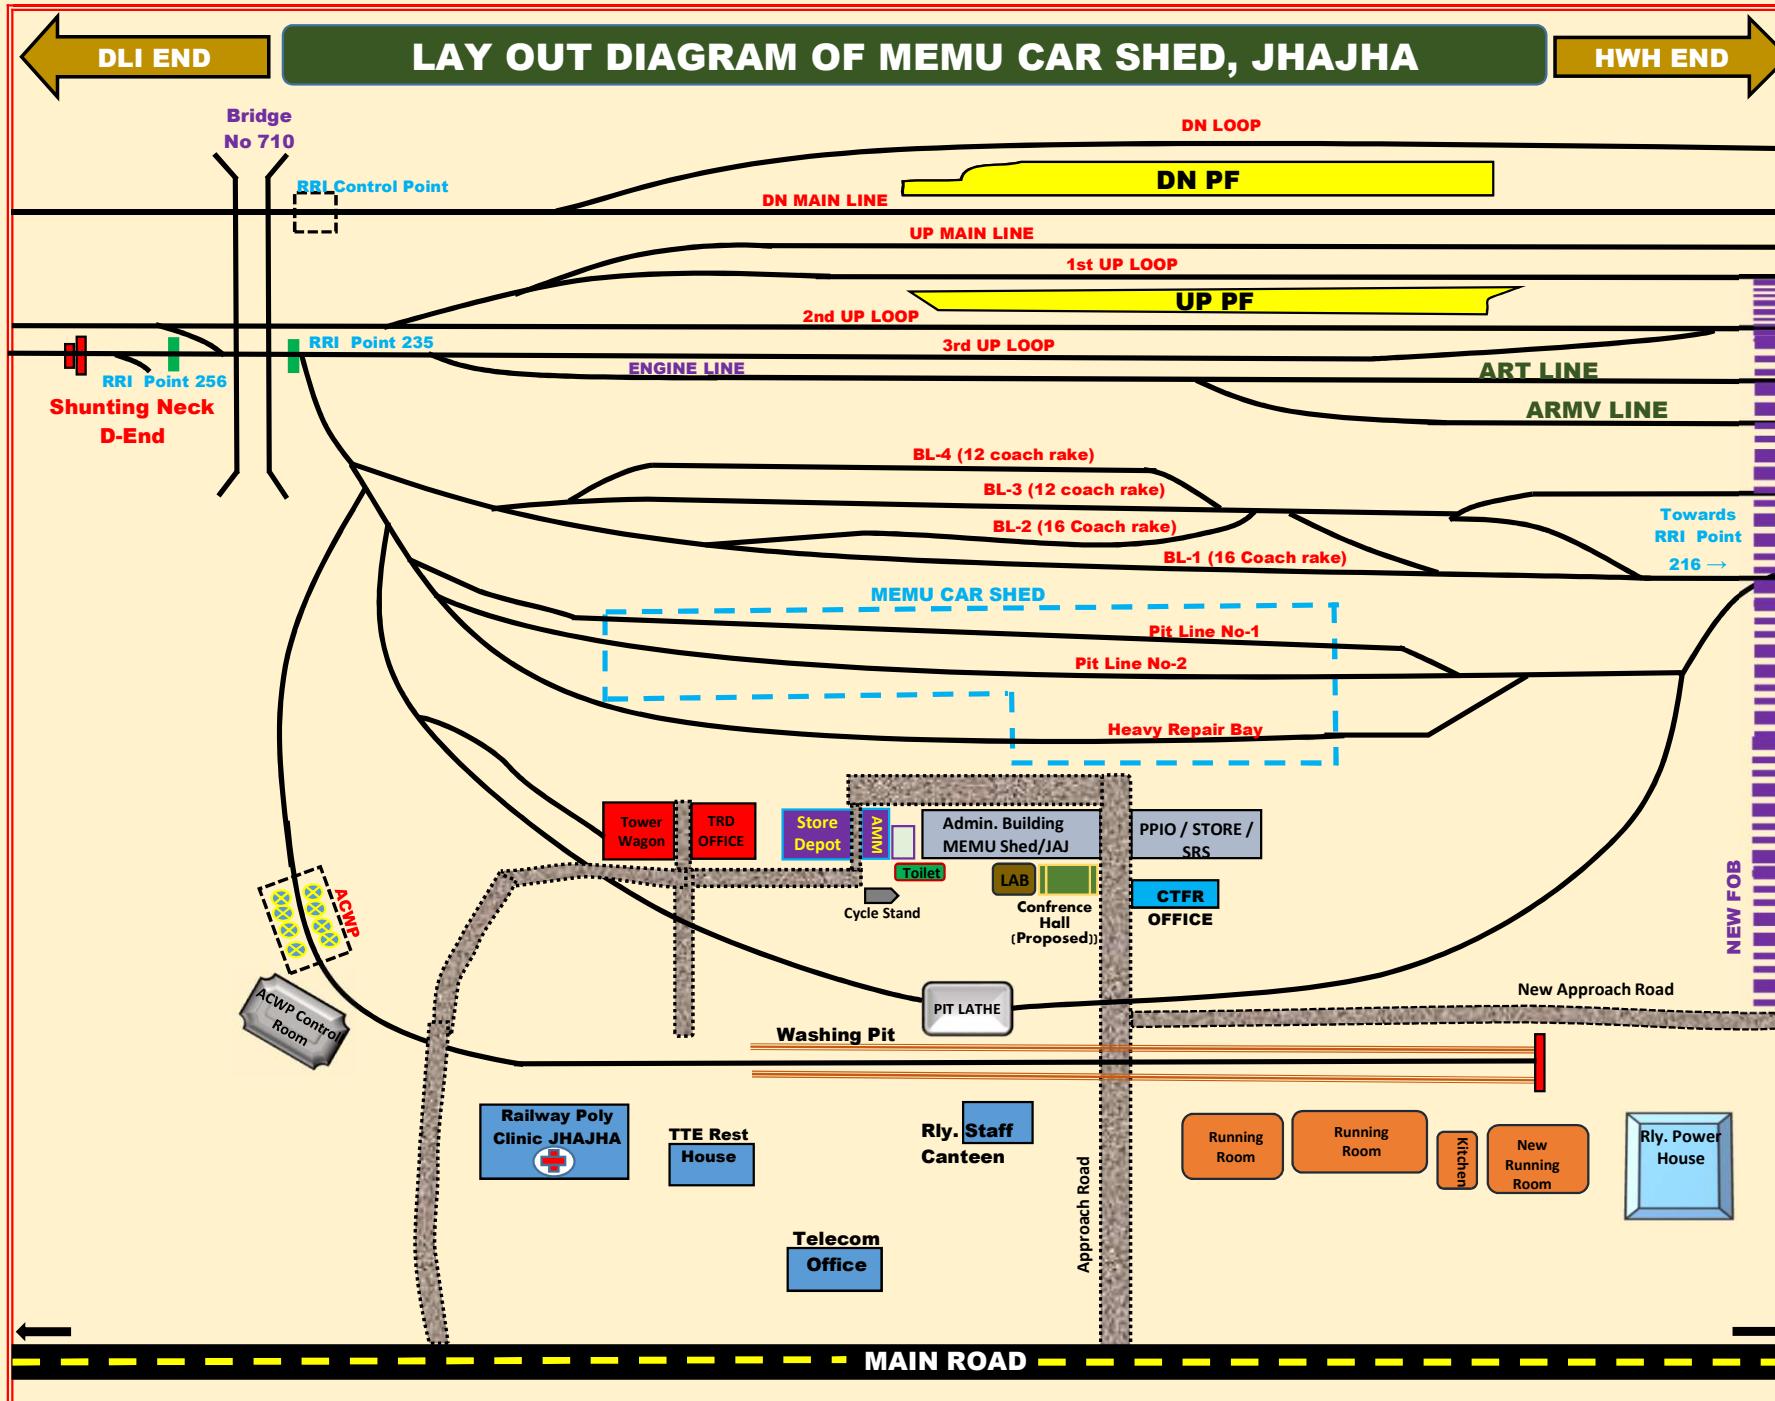 DLI END
LAY OUT DIAGRAM OF MEMU CAR SHED, JHAJHA
HWH END
Bridge
No 710
DN LOOP
RRI Control Point
DN PF
DN MAIN LINE
UP MAIN LINE
1st UP LOOP
UP PF
2nd UP LOOP
RRI Point 235
3rd UP LOOP
ENGINE LINE
ART LINE
RRI Point 256
Shunting Neck
D-End
ARMV LINE
BL-4 (12 coach rake)
BL-3 (12 coach rake)
BL-2 (16 Coach rake)
BL-1 (16 Coach rake)
Towards
RRI Point
216 →
MEMU CAR SHED
Pit Line No-1
Pit Line No-2
Heavy Repair Bay
Tower
Wagon
TRD
OFFICE
Store
Depot
AMM
Admin. Building
MEMU Shed/JAJ
PPIO / STORE /
SRS
Toilet
LAB
Cycle Stand
Confrence
Hall
(Proposed))
CTFR
OFFICE
NEW FOB
ACWP
ACWP Control
Room
PIT LATHE
New Approach Road
Washing Pit
Railway Poly
Clinic JHAJHA
TTE Rest
House
Rly. Staff
Canteen
Approach Road
Running
Room
Running
Room
Kitchen
New
Running
Room
Rly. Power
House
Telecom
Office
MAIN ROAD